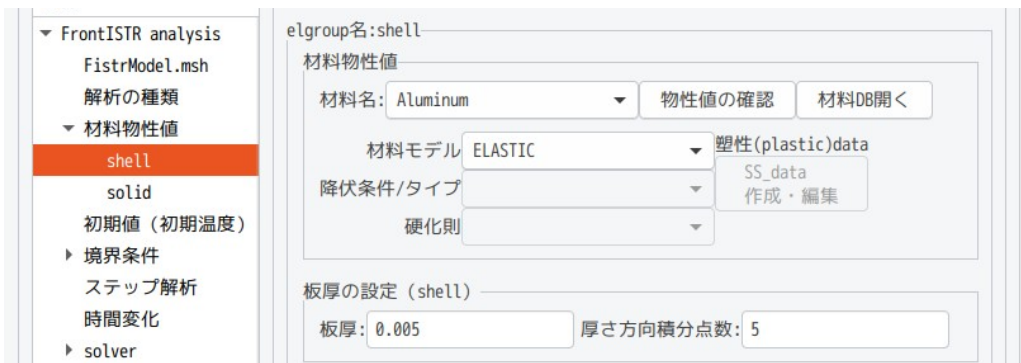 FrontISTR analysis
FistrModel.msh
解析の種類
材料物性値
shell
solid
初期値 (初期温度)
境界条件
ステップ解析
時間変化
solver
elgroup名:shell
材料物性値
材料名: Aluminum 物性値の確認 材料DB開く
材料モデル ELASTIC 塑性(plastic)data
降伏条件/タイプ SS_data
作成・編集
硬化則
板厚の設定 (shell)
板厚: 0.005 厚さ方向積分点数: 5